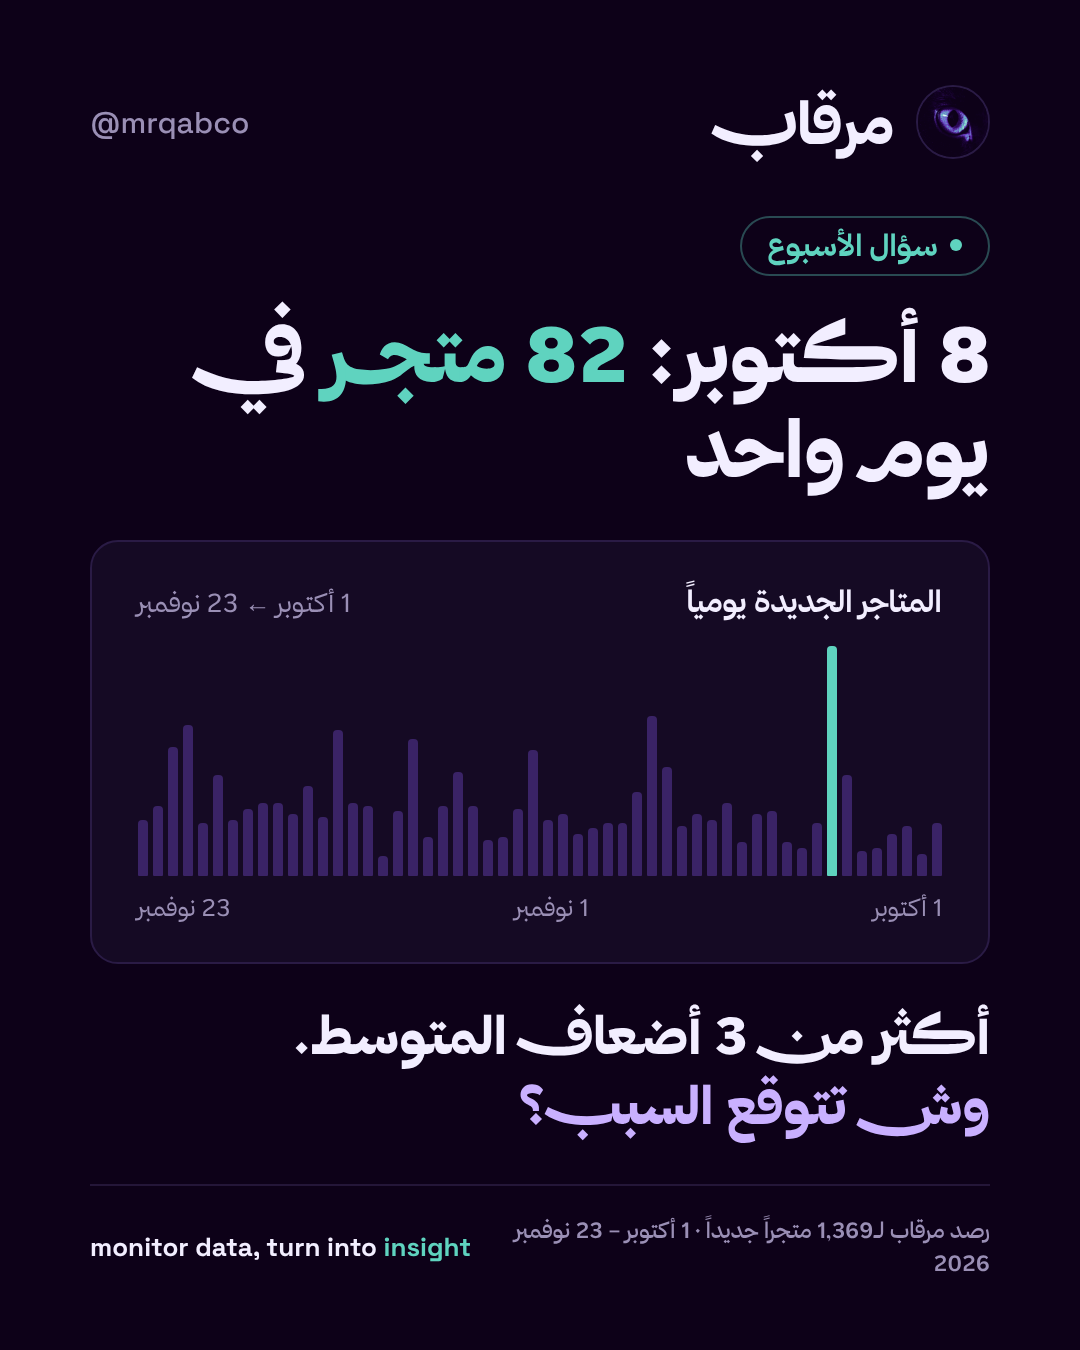 مرقاب
@mrqabco
سؤال الأسبوع
8 أكتوبر: 82 متجر في
يوم واحد
المتاجر الجديدة يومياً
1 أكتوبر ← 23 نوفمبر
1 أكتوبر
1 نوفمبر
23 نوفمبر
أكثر من 3 أضعاف المتوسط.
وش تتوقع السبب؟
رصد مرقاب لـ1,369 متجراً جديداً · 1 أكتوبر – 23 نوفمبر
2026
monitor data, turn into insight